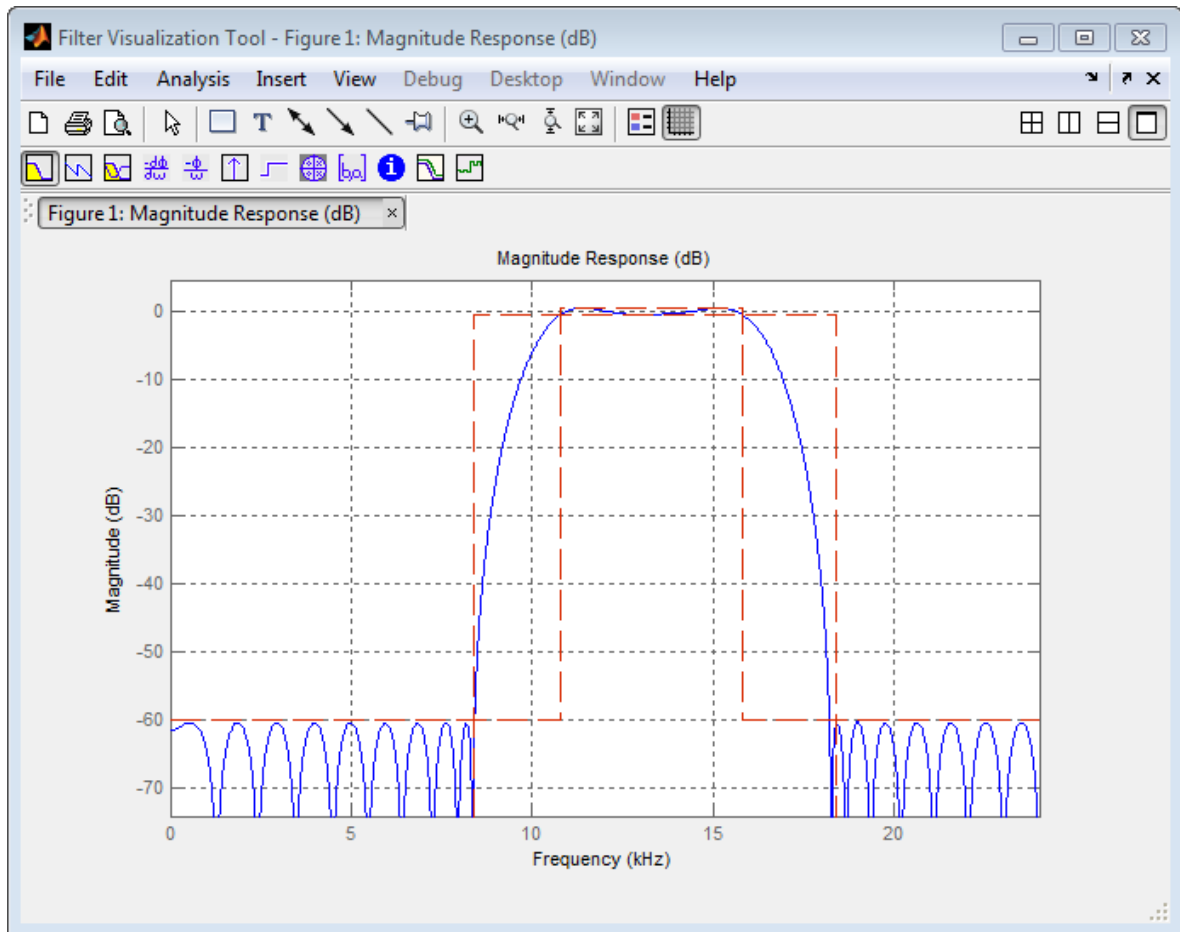 Filter Visualization Tool - Figure 1: Magnitude Response (dB)
File Edit Analysis Insert View Debug Desktop Window Help
Figure 1: Magnitude Response (dB)
Magnitude Response (dB)
0
-10
-20
-30
-40
-50
-60
-70
Magnitude (dB)
0 5 10 15 20
Frequency (kHz)